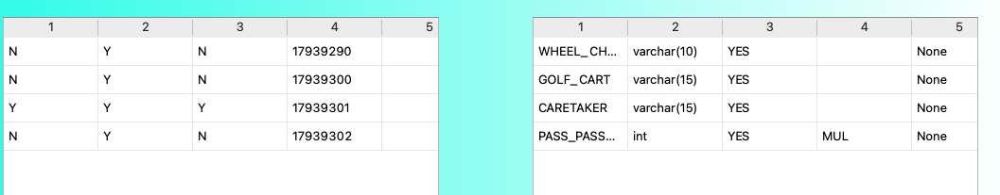 1 2 3 4 5
N Y N 17939290
N Y N 17939300
Y Y Y 17939301
N Y N 17939302
1 2 3 4 5
WHEEL_CH... varchar(10) YES None
GOLF_CART varchar(15) YES None
CARETAKER varchar(15) YES None
PASS_PASS... int YES MUL None